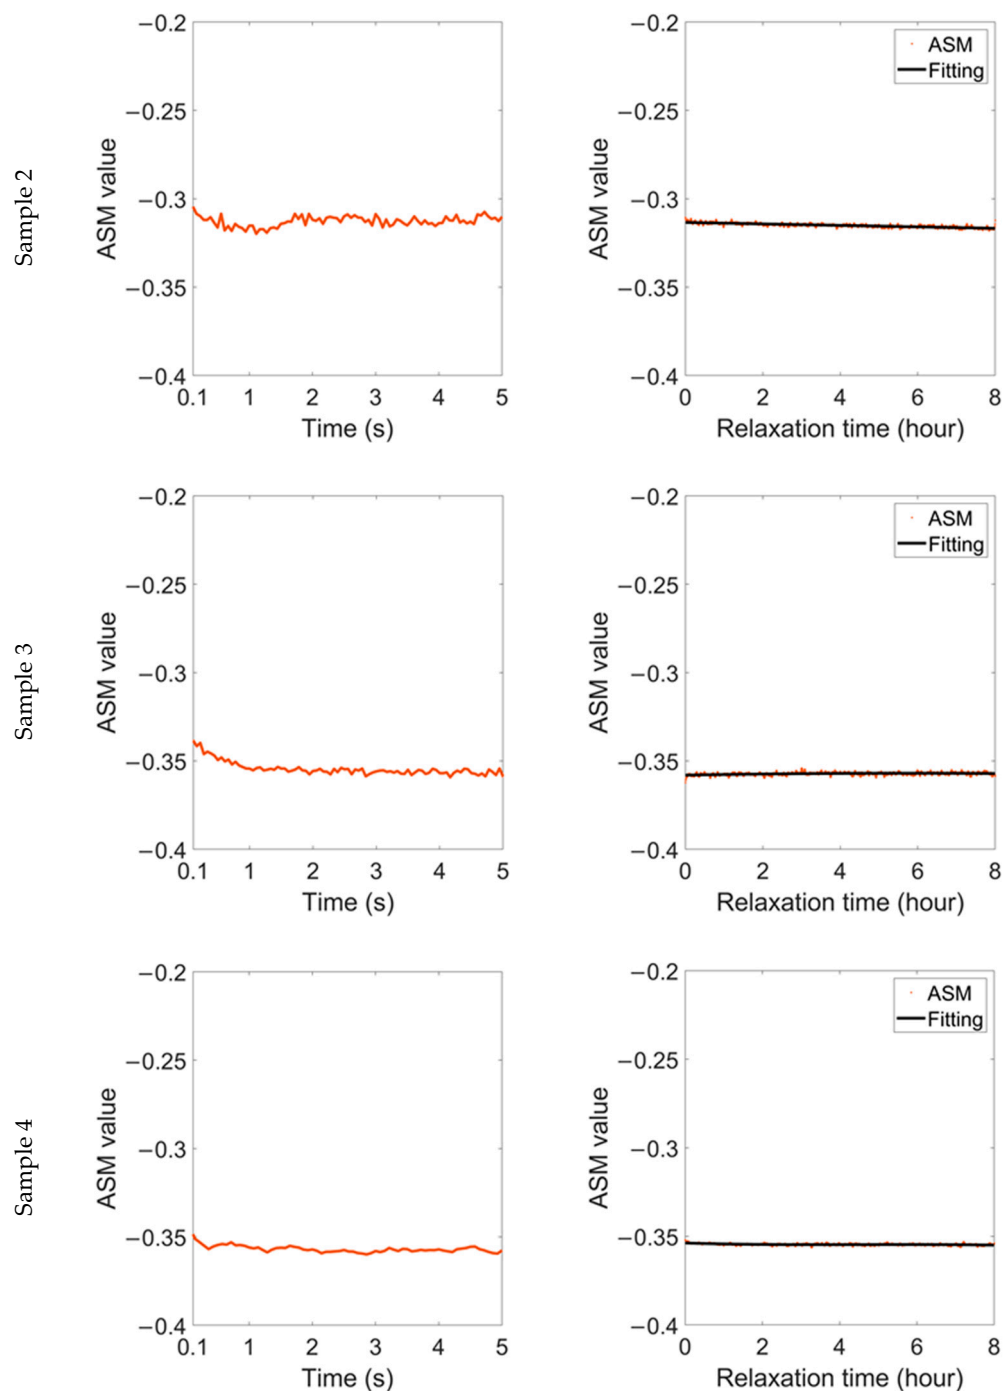 Sample 2
ASM value
−0.2
−0.25
−0.3
−0.35
−0.4
0.1 1 2 3 4 5
Time (s)
ASM value
−0.2
−0.25
−0.3
−0.35
−0.4
0 2 4 6 8
Relaxation time (hour)
ASM
Fitting
Sample 3
ASM value
−0.2
−0.25
−0.3
−0.35
−0.4
0.1 1 2 3 4 5
Time (s)
ASM value
−0.2
−0.25
−0.3
−0.35
−0.4
0 2 4 6 8
Relaxation time (hour)
ASM
Fitting
Sample 4
ASM value
−0.2
−0.25
−0.3
−0.35
−0.4
0.1 1 2 3 4 5
Time (s)
ASM value
−0.2
−0.25
−0.3
−0.35
−0.4
0 2 4 6 8
Relaxation time (hour)
ASM
Fitting